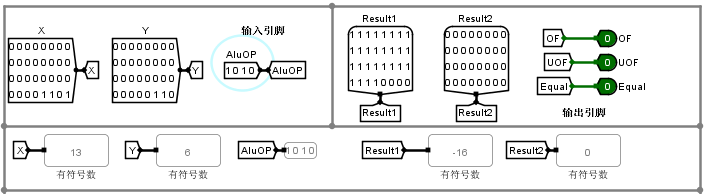 X
Y
输入引脚
00000000
00000000
00000000
00001101
X
00000000
00000000
00000000
00000110
Y
AluOP
1010
AluOP
Result1
11111111
11111111
11111111
11110000
Result1
Result2
00000000
00000000
00000000
00000000
Result2
OF 0 OF
UOF 0 UOF
Equal 0 Equal
输出引脚
X 13
有符号数
Y 6
有符号数
AluOP 1010
Result1 -16
有符号数
Result2 0
有符号数